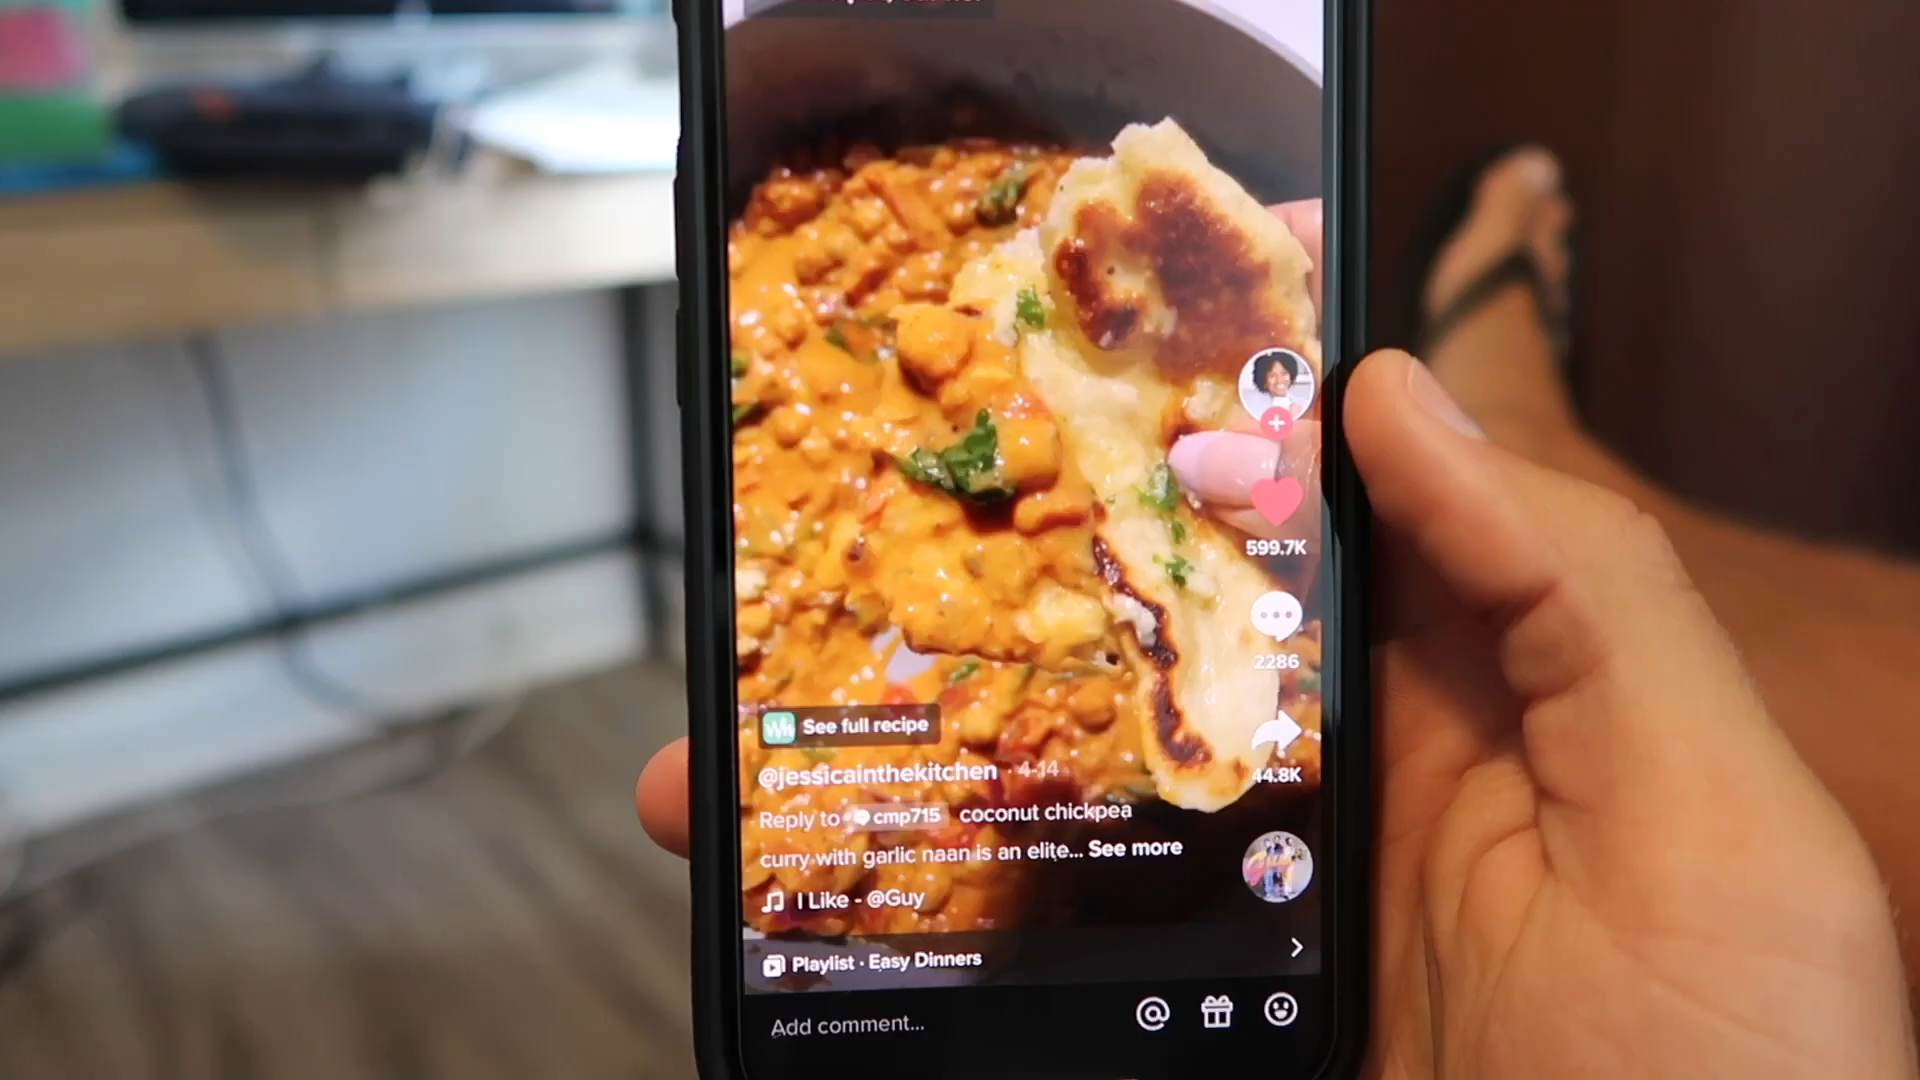 599.7K
2286
44.8K
See full recipe
@jessicainthekitchen · 4-14
Reply to cmp715 coconut chickpea
curry with garlic naan is an elite... See more
I Like - @Guy
Playlist · Easy Dinners
Add comment...